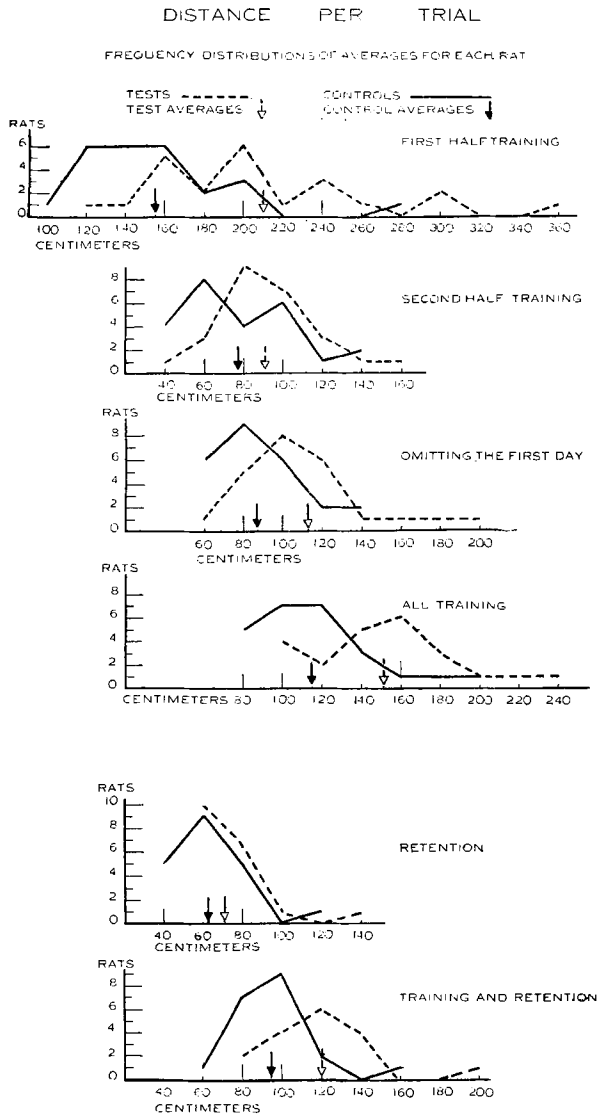 DISTANCE PER TRIAL
FREQUENCY DISTRIBUTIONS OF AVERAGES FOR EACH RAT
TESTS CONTROLS
TEST AVERAGES CONTROL AVERAGES
RATS
FIRST HALF TRAINING
6
4
2
0
100 120 140 160 180 200 220 240 260 280 300 320 340 360
CENTIMETERS
SECOND HALF TRAINING
8
6
4
2
0
40 60 80 100 120 140 160
CENTIMETERS
RATS
OMITTING THE FIRST DAY
8
6
4
2
0
60 80 100 120 140 160 180 200
CENTIMETERS
RATS
ALL TRAINING
8
6
4
2
0
CENTIMETERS 80 100 120 140 160 180 200 220 240
RATS
10
8
RETENTION
6
4
2
0
40 60 80 100 120 140
CENTIMETERS
RATS
8
TRAINING AND RETENTION
6
4
2
0
40 60 80 100 120 140 160 180 200
CENTIMETERS